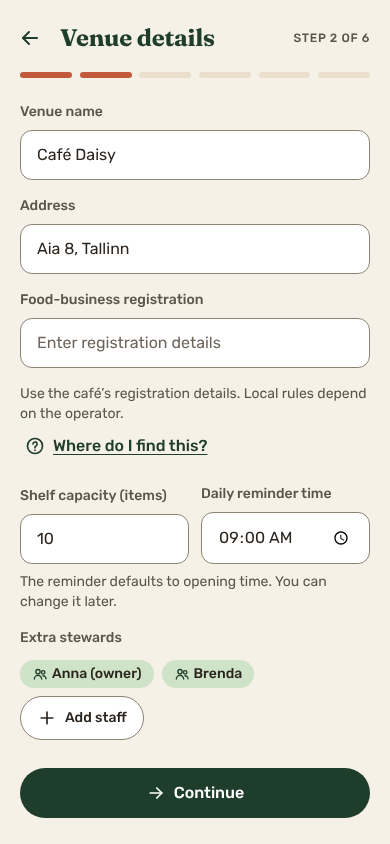 Venue details
STEP 2 OF 6
Venue name
Café Daisy
Address
Aia 8, Tallinn
Food-business registration
Enter registration details
Use the café’s registration details. Local rules depend
on the operator.
Where do I find this?
Shelf capacity (items)
Daily reminder time
10
09:00 AM
The reminder defaults to opening time. You can
change it later.
Extra stewards
Anna (owner)
Brenda
Add staff
Continue